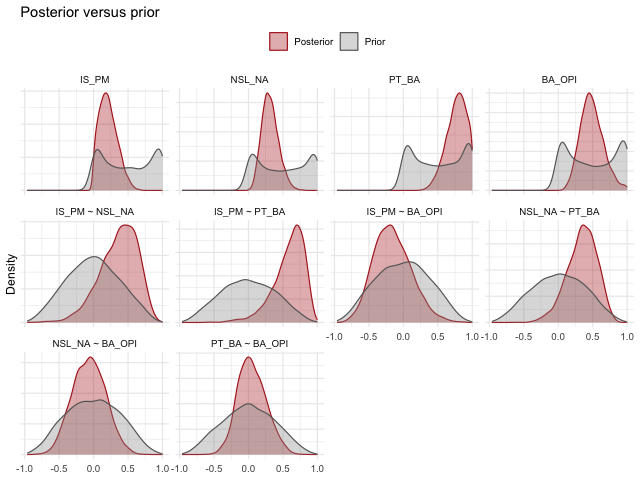 Posterior versus prior
Posterior Prior
IS_PM NSL_NA PT_BA BA_OPI
IS_PM ~ NSL_NA IS_PM ~ PT_BA IS_PM ~ BA_OPI NSL_NA ~ PT_BA
Density
-1.0 -0.5 0.0 0.5 1.0 -1.0 -0.5 0.0 0.5 1.0
NSL_NA ~ BA_OPI PT_BA ~ BA_OPI
-1.0 -0.5 0.0 0.5 1.0 -1.0 -0.5 0.0 0.5 1.0